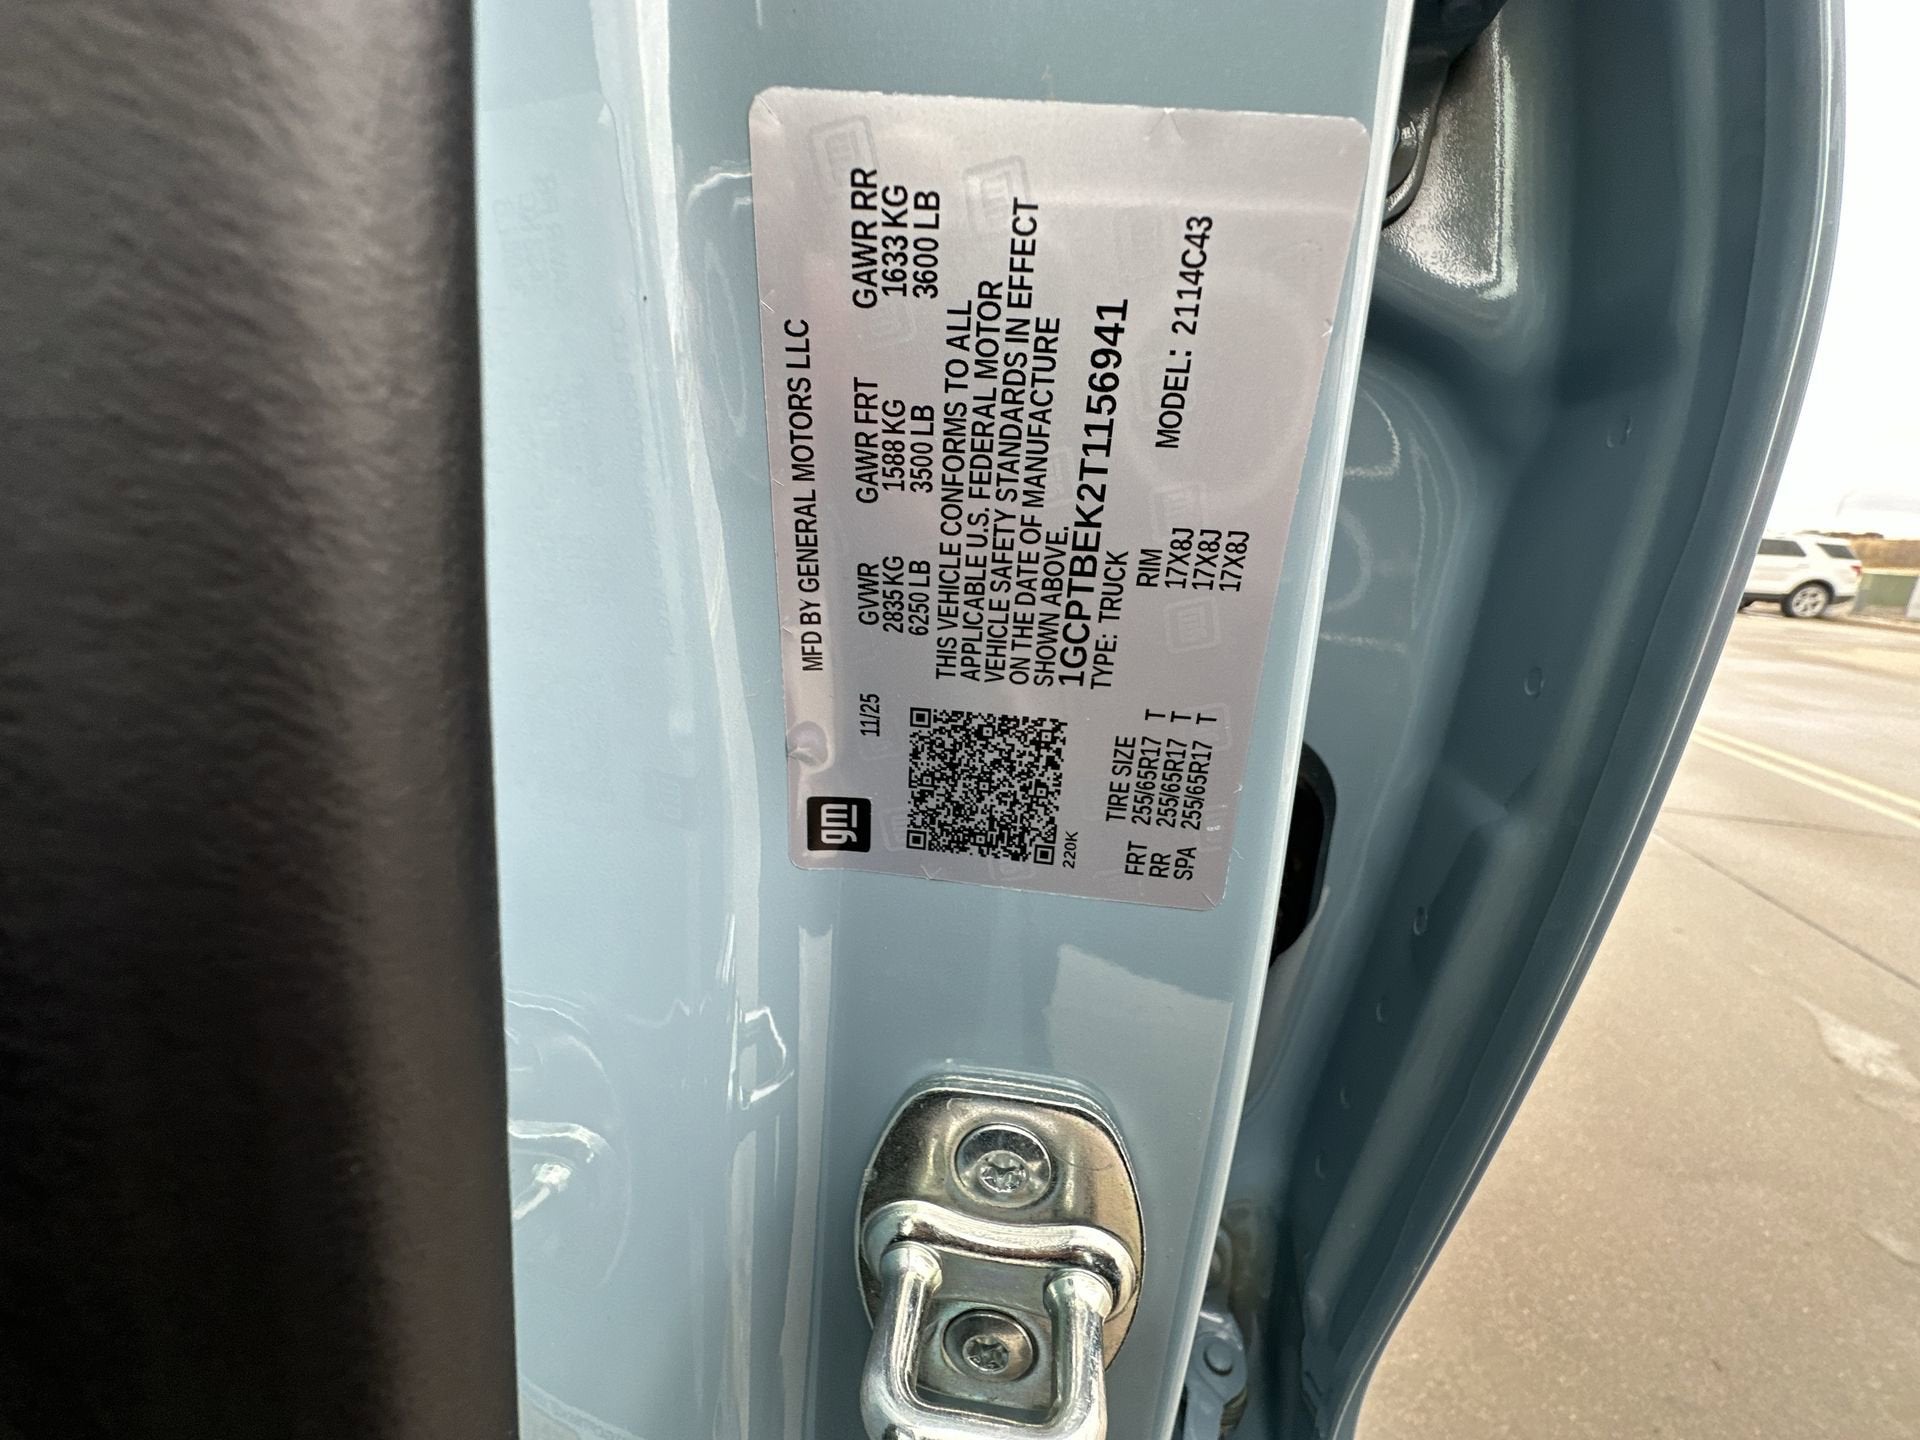 MFD BY GENERAL MOTORS LLC
gm
11/25
GVWR GAWR FRT GAWR RR
2835 KG 1588 KG 1633 KG
6250 LB 3500 LB 3600 LB
THIS VEHICLE CONFORMS TO ALL
APPLICABLE U.S. FEDERAL MOTOR
VEHICLE SAFETY STANDARDS IN EFFECT
ON THE DATE OF MANUFACTURE
SHOWN ABOVE.
1GCPTBEK2T1156941
220K
TYPE: TRUCK
MODEL: 2114C43
TIRE SIZE RIM
FRT 255/65R17 T 17X8J
RR 255/65R17 T 17X8J
SPA 255/65R17 T 17X8J